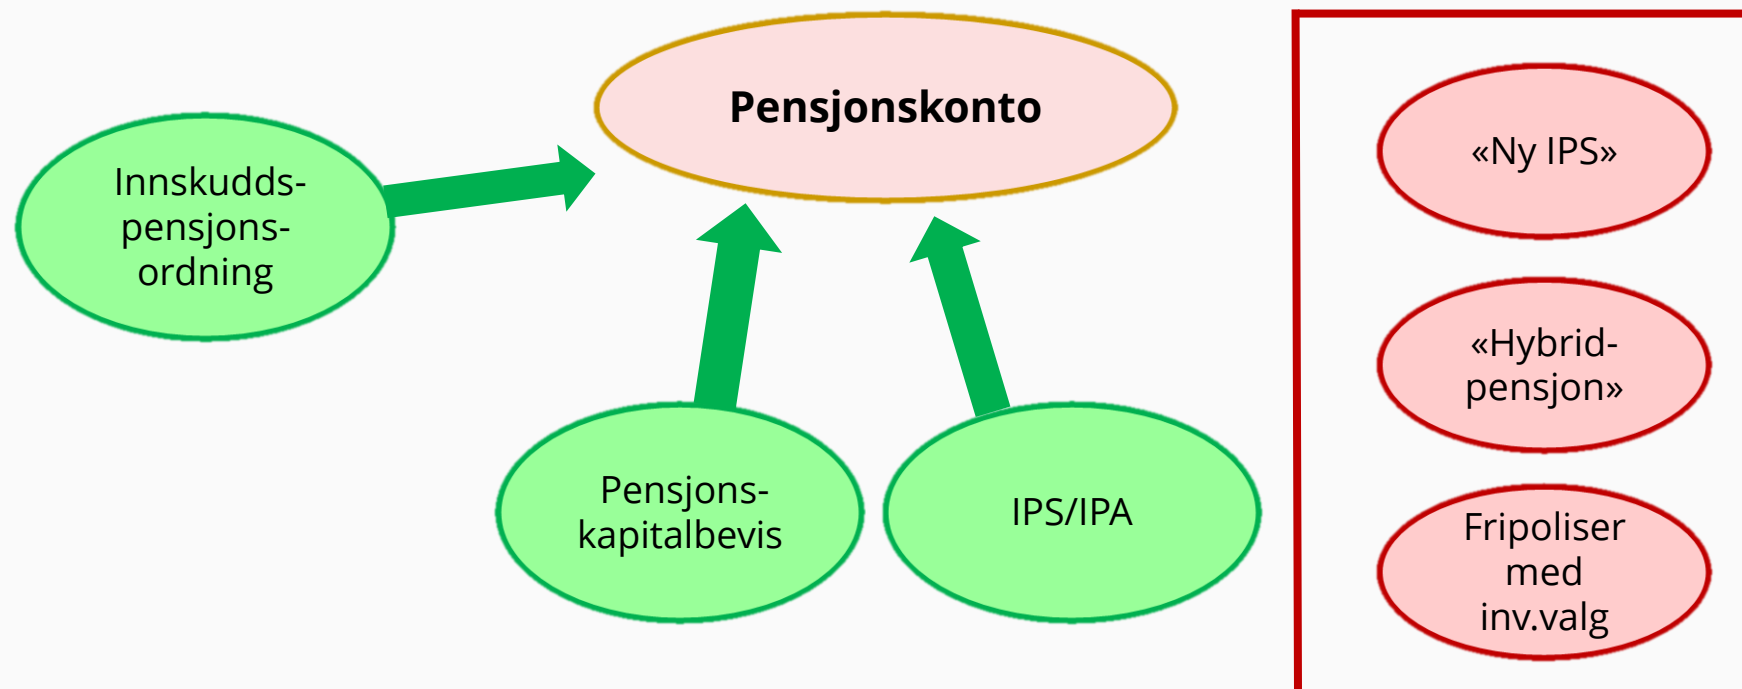 Pensjonskonto
Innskudds-
pensjons-
ordning
Pensjons-
kapitalbevis
IPS/IPA
«Ny IPS»
«Hybrid-
pensjon»
Fripoliser
med
inv.valg